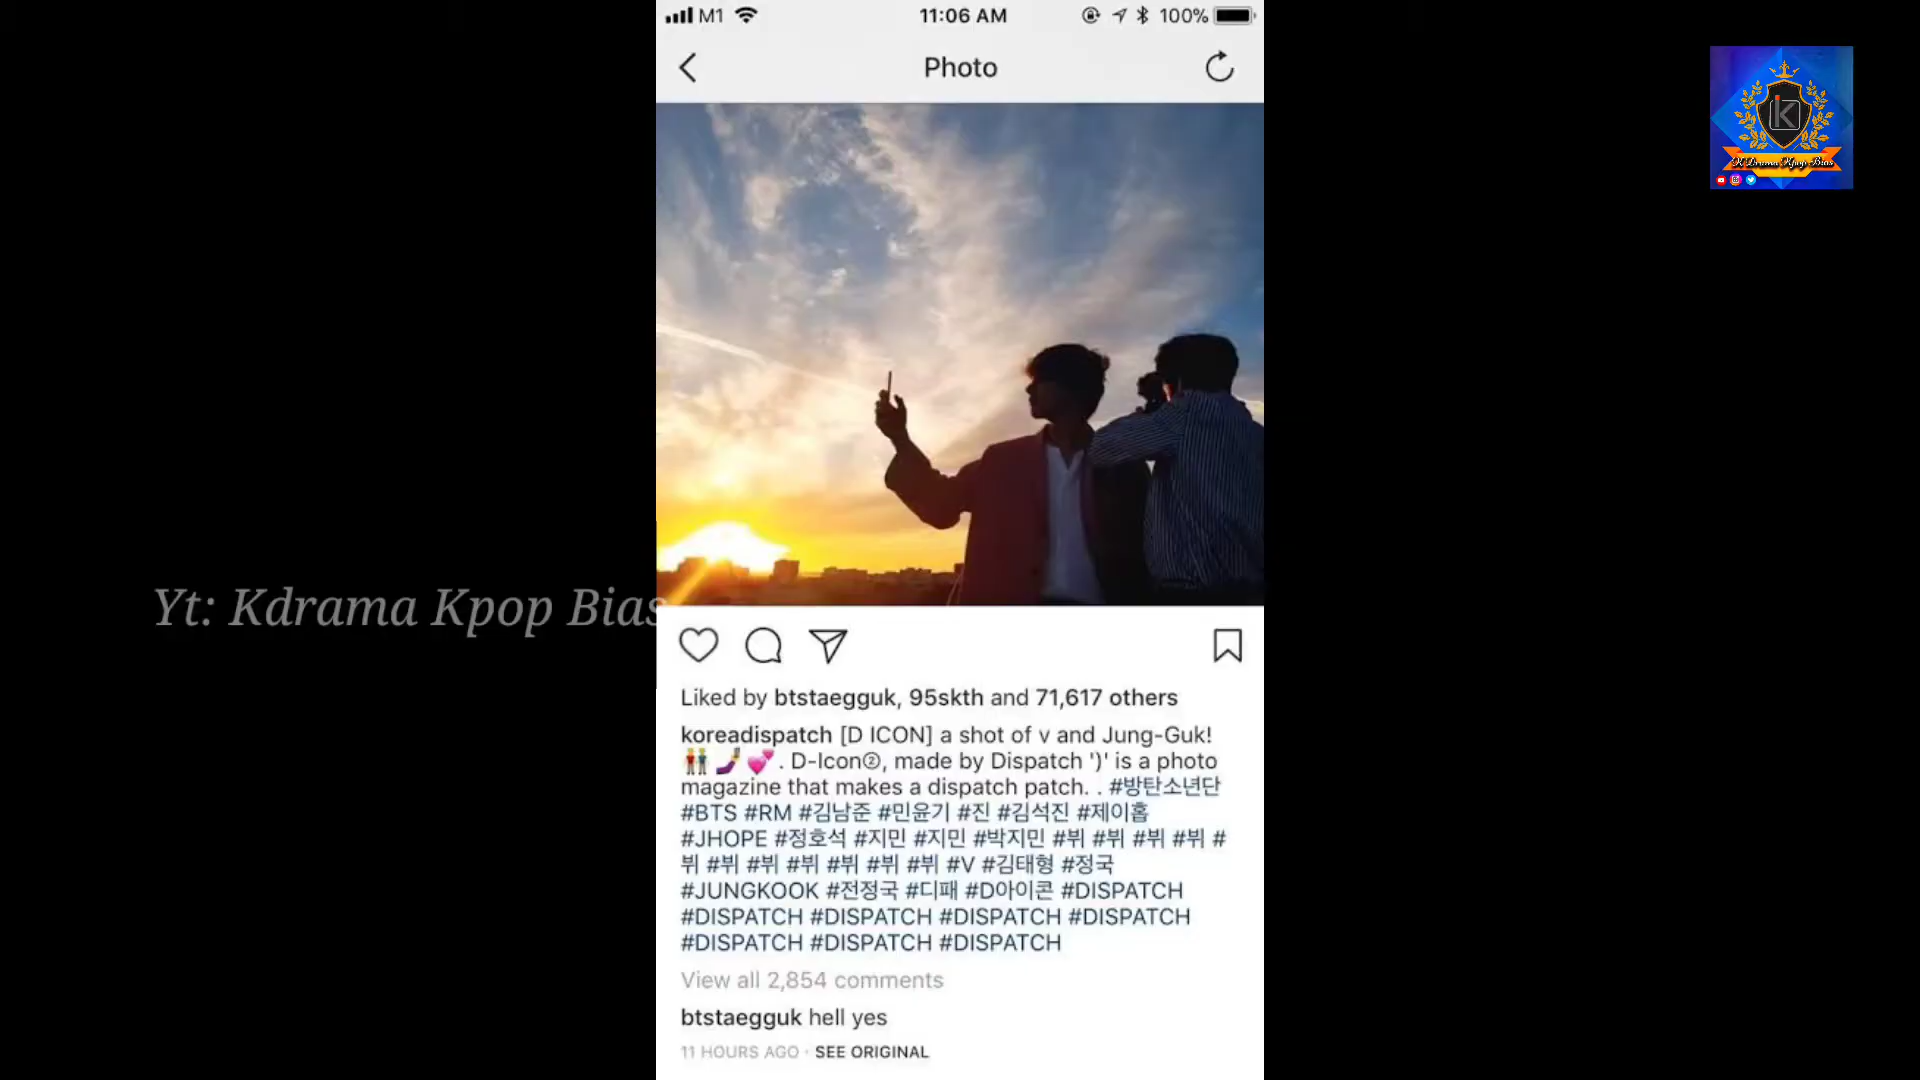 M1
11:06 AM
100%
Photo
K Drama Kpop Bias
Yt: Kdrama Kpop Bias
Liked by btstaegguk, 95skth and 71,617 others
koreadispatch [D ICON] a shot of v and Jung-Guk!
👬🤳💕. D-Icon②, made by Dispatch ')' is a photo
magazine that makes a dispatch patch. . #방탄소년단
#BTS #RM #김남준 #민윤기 #진 #김석진 #제이홉
#JHOPE #정호석 #지민 #지민 #박지민 #뷔 #뷔 #뷔 #뷔 #
뷔 #뷔 #뷔 #뷔 #뷔 #뷔 #뷔 #V #김태형 #정국
#JUNGKOOK #전정국 #디패 #D아이콘 #DISPATCH
#DISPATCH #DISPATCH #DISPATCH #DISPATCH
#DISPATCH #DISPATCH #DISPATCH
View all 2,854 comments
btstaegguk hell yes
11 HOURS AGO · SEE ORIGINAL